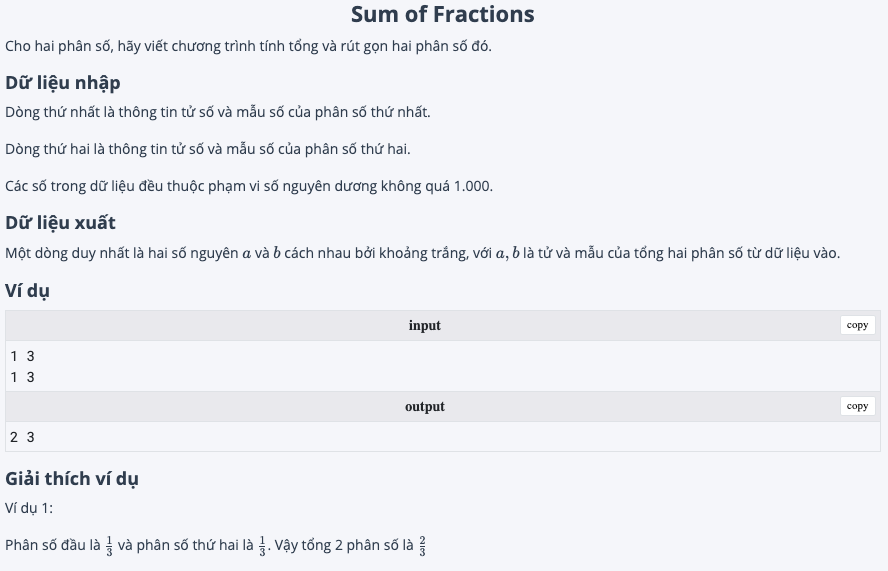 Sum of Fractions
Cho hai phân số, hãy viết chương trình tính tổng và rút gọn hai phân số đó.
Dữ liệu nhập
Dòng thứ nhất là thông tin tử số và mẫu số của phân số thứ nhất.
Dòng thứ hai là thông tin tử số và mẫu số của phân số thứ hai.
Các số trong dữ liệu đều thuộc phạm vi số nguyên dương không quá 1.000.
Dữ liệu xuất
Một dòng duy nhất là hai số nguyên a và b cách nhau bởi khoảng trắng, với a, b là tử và mẫu của tổng hai phân số từ dữ liệu vào.
Ví dụ
input copy
1 3
1 3
output copy
2 3
Giải thích ví dụ
Ví dụ 1:
Phân số đầu là 1/3 và phân số thứ hai là 1/3. Vậy tổng 2 phân số là 2/3